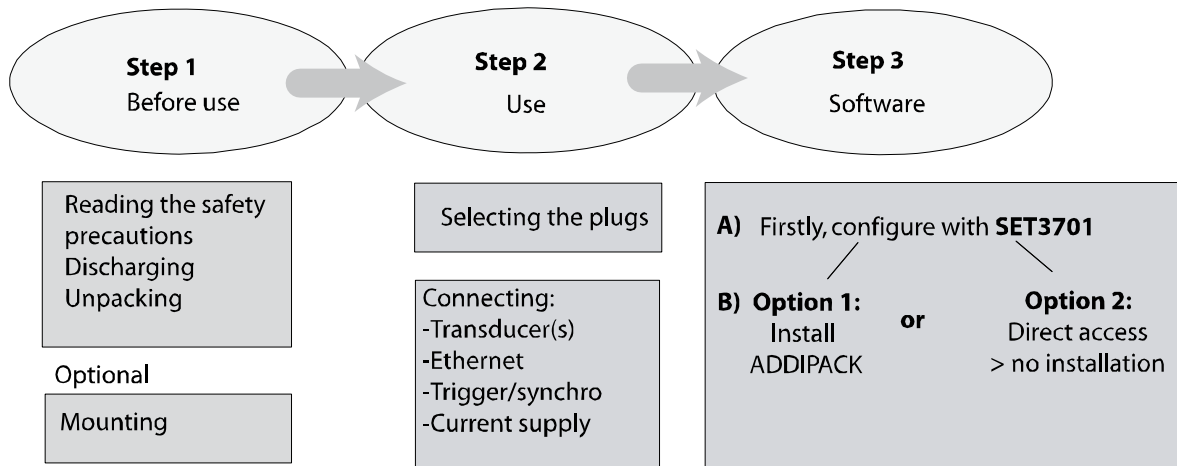 Step 1
Before use
Step 2
Use
Step 3
Software
Reading the safety
precautions
Discharging
Unpacking
Optional
Mounting
Selecting the plugs
Connecting:
-Transducer(s)
-Ethernet
-Trigger/synchro
-Current supply
A) Firstly, configure with SET3701
B) Option 1:
Install
ADDIPACK
or
Option 2:
Direct access
> no installation